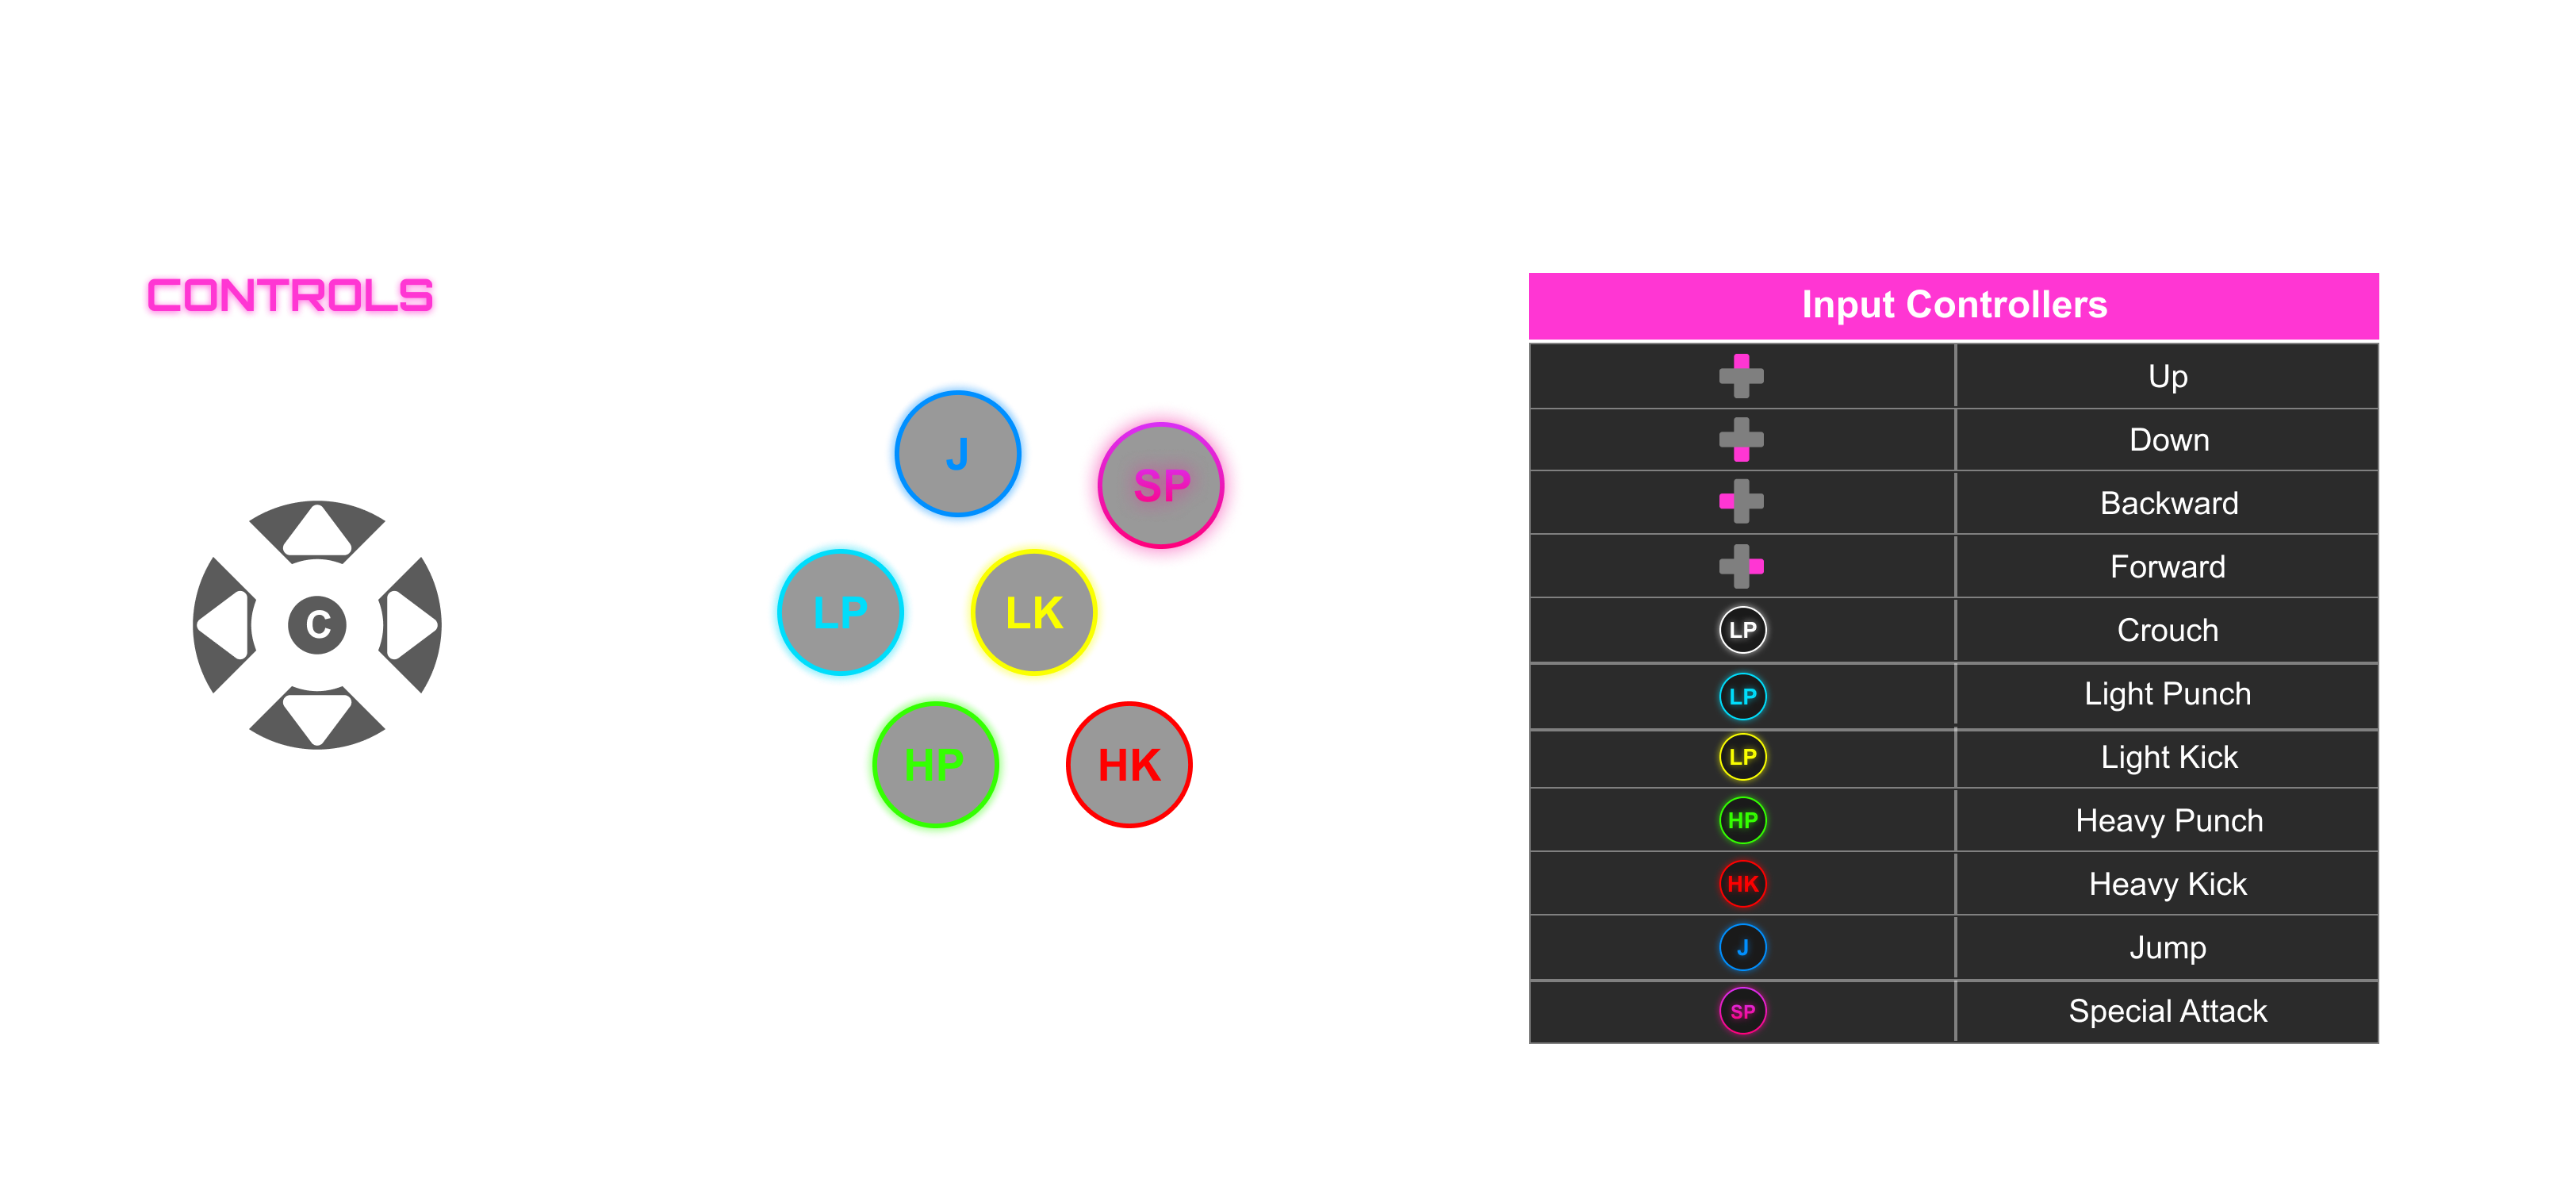 CONTROLS
J
SP
LP
LK
C
HP
HK
Input Controllers
Up
Down
Backward
Forward
LP Crouch
LP Light Punch
LP Light Kick
HP Heavy Punch
HK Heavy Kick
J Jump
SP Special Attack